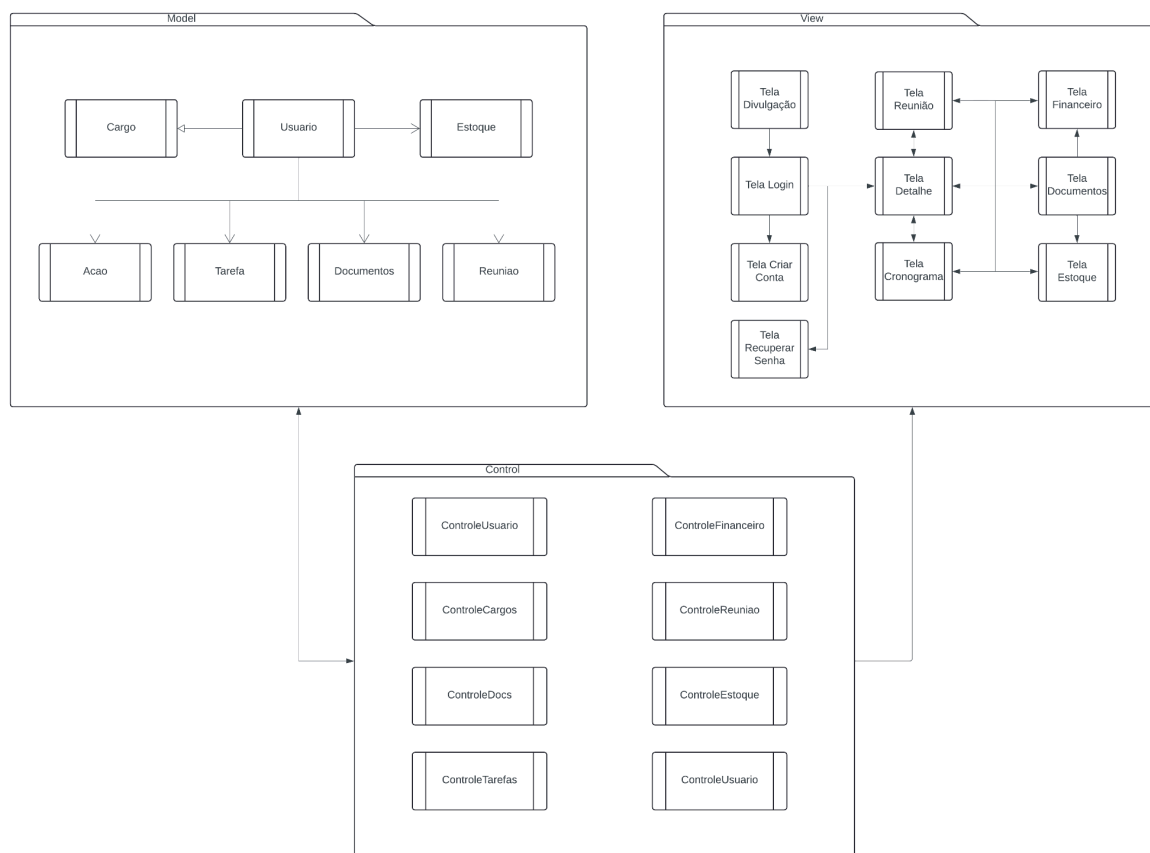 Model
Cargo
Usuario
Estoque
Acao
Tarefa
Documentos
Reuniao
View
Tela
Divulgação
Tela
Reunião
Tela
Financeiro
Tela Login
Tela
Detalhe
Tela
Documentos
Tela Criar
Conta
Tela
Cronograma
Tela
Estoque
Tela
Recuperar
Senha
Control
ControleUsuario
ControleFinanceiro
ControleCargos
ControleReuniao
ControleDocs
ControleEstoque
ControleTarefas
ControleUsuario